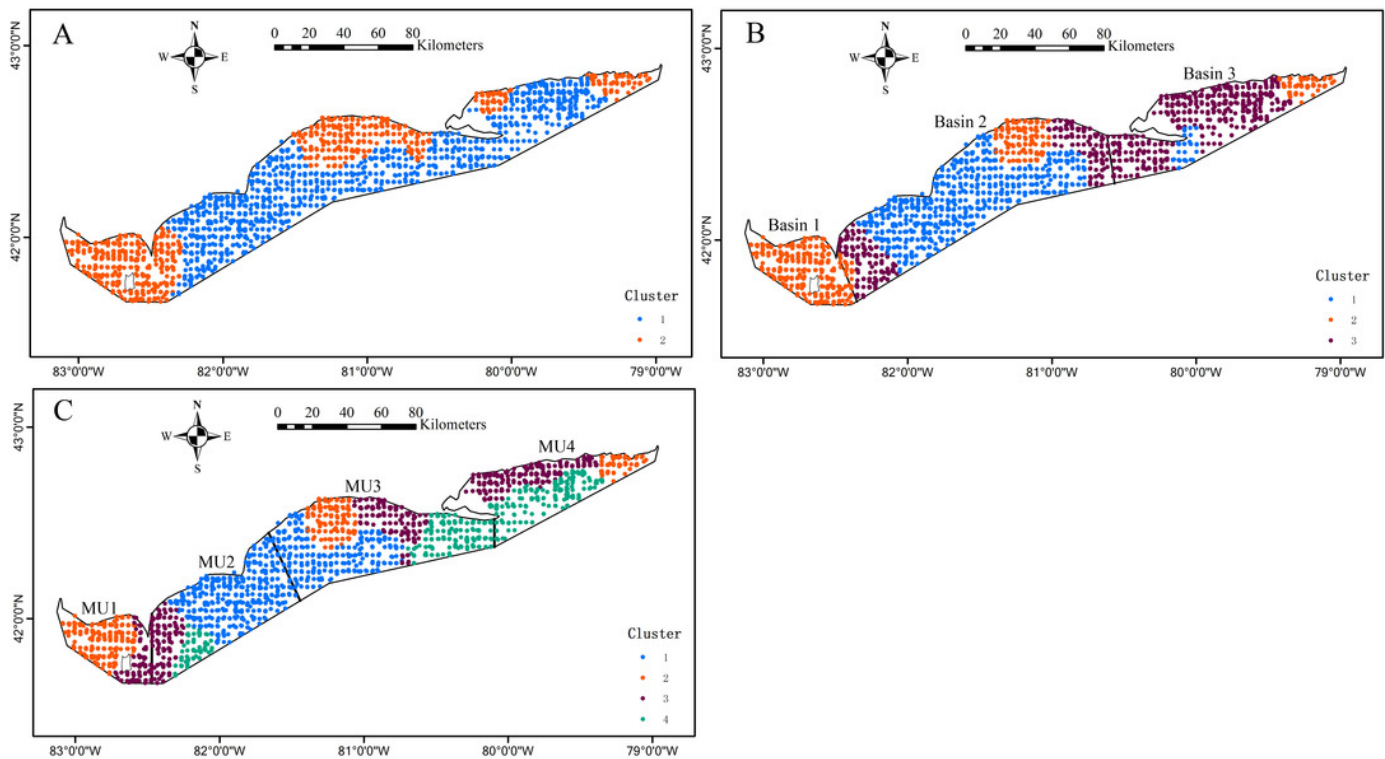 A
N
W E
S
0 20 40 60 80
Kilometers
43°0'0"N
42°0'0"N
Cluster
1
2
83°0'0"W 82°0'0"W 81°0'0"W 80°0'0"W 79°0'0"W
B
N
W E
S
0 20 40 60 80
Kilometers
43°0'0"N
42°0'0"N
Basin 3
Basin 2
Basin 1
Cluster
1
2
3
83°0'0"W 82°0'0"W 81°0'0"W 80°0'0"W 79°0'0"W
C
N
W E
S
0 20 40 60 80
Kilometers
43°0'0"N
42°0'0"N
MU4
MU3
MU2
MU1
Cluster
1
2
3
4
83°0'0"W 82°0'0"W 81°0'0"W 80°0'0"W 79°0'0"W